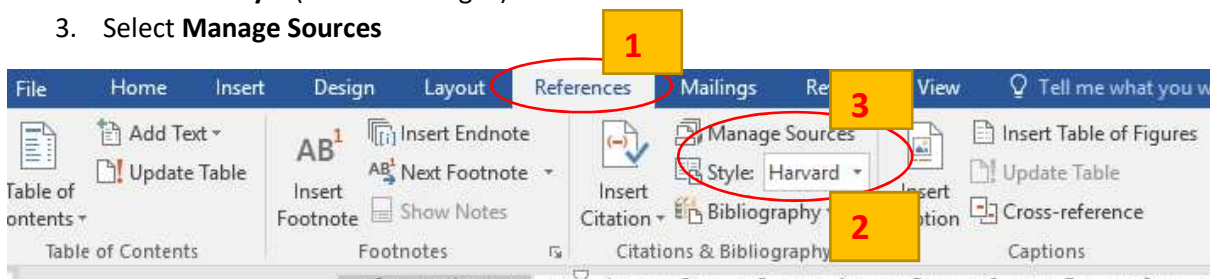 3. Select Manage Sources
1
File Home Insert Design Layout References Mailings Re View Tell me what you w
3
Add Text Insert Endnote Manage Sources Insert Table of Figures
AB1
Update Table Next Footnote Style: Harvard Update Table
Table of Insert Insert Insert
ontents Footnote Show Notes Citation Bibliography 2 Cross-reference
Table of Contents Footnotes Citations & Bibliography Captions